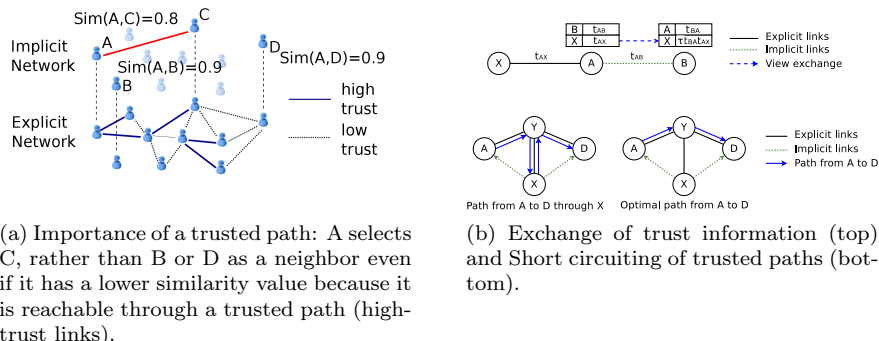 Sim(A,C)=0.8
C
Implicit
Network
A
D
Sim(A,D)=0.9
Sim(A,B)=0.9
B
Explicit
Network
high
trust
low
trust
(a) Importance of a trusted path: A selects
C, rather than B or D as a neighbor even
if it has a lower similarity value because it
is reachable through a trusted path (high-
trust links).
B tAB
X tAX
A tBA
X τtBAtAX
X
tAX
A
tAB
B
Explicit links
Implicit links
View exchange
A
Y
D
X
Path from A to D through X
A
Y
D
X
Optimal path from A to D
Explicit links
Implicit links
Path from A to D
(b) Exchange of trust information (top)
and Short circuiting of trusted paths (bot-
tom).